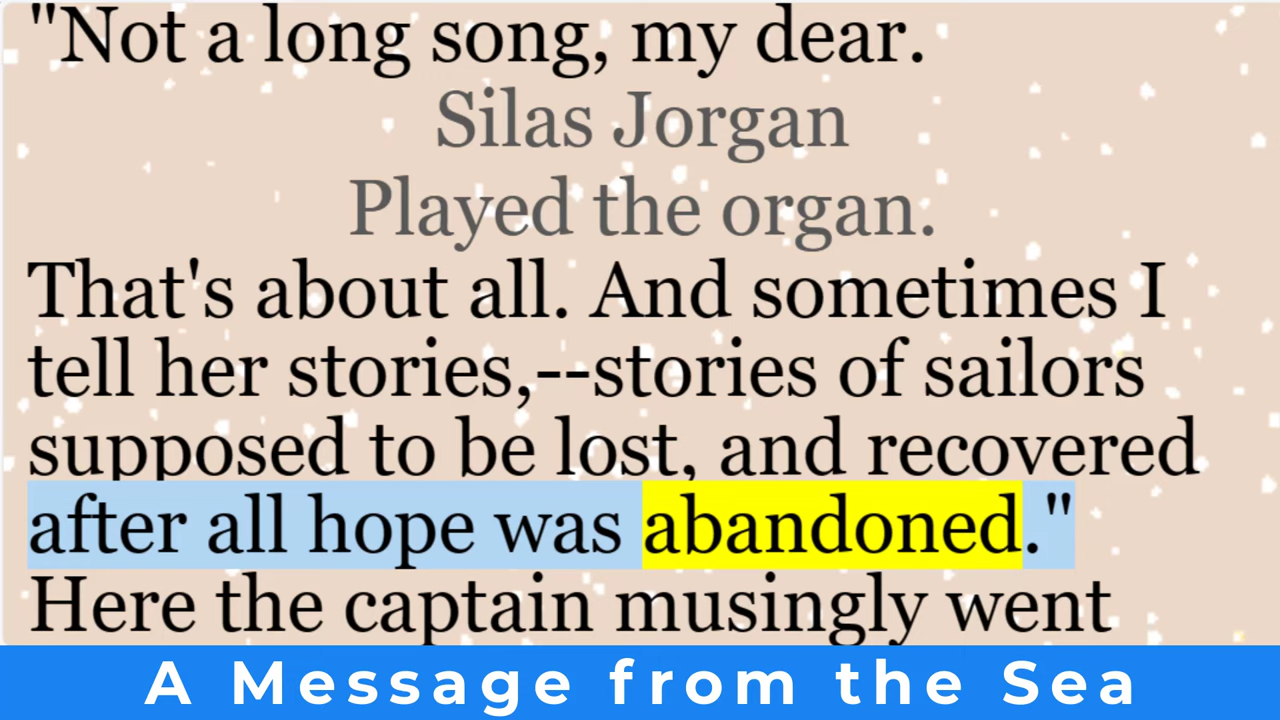 "Not a long song, my dear.
Silas Jorgan
Played the organ.
That's about all. And sometimes I
tell her stories,--stories of sailors
supposed to be lost, and recovered
after all hope was abandoned."
Here the captain musingly went
A Message from the Sea